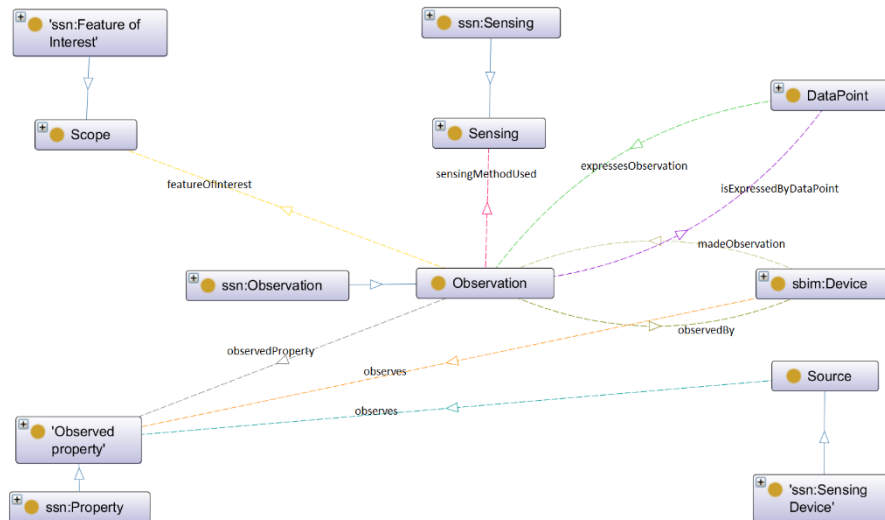 'ssn:Feature of
Interest'
ssn:Sensing
DataPoint
Scope
Sensing
expressesObservation
sensingMethodUsed
featureOfInterest
isExpressedByDataPoint
madeObservation
ssn:Observation
Observation
sbim:Device
observedBy
observedProperty
observes
Source
observes
'Observed
property'
ssn:Property
'ssn:Sensing
Device'